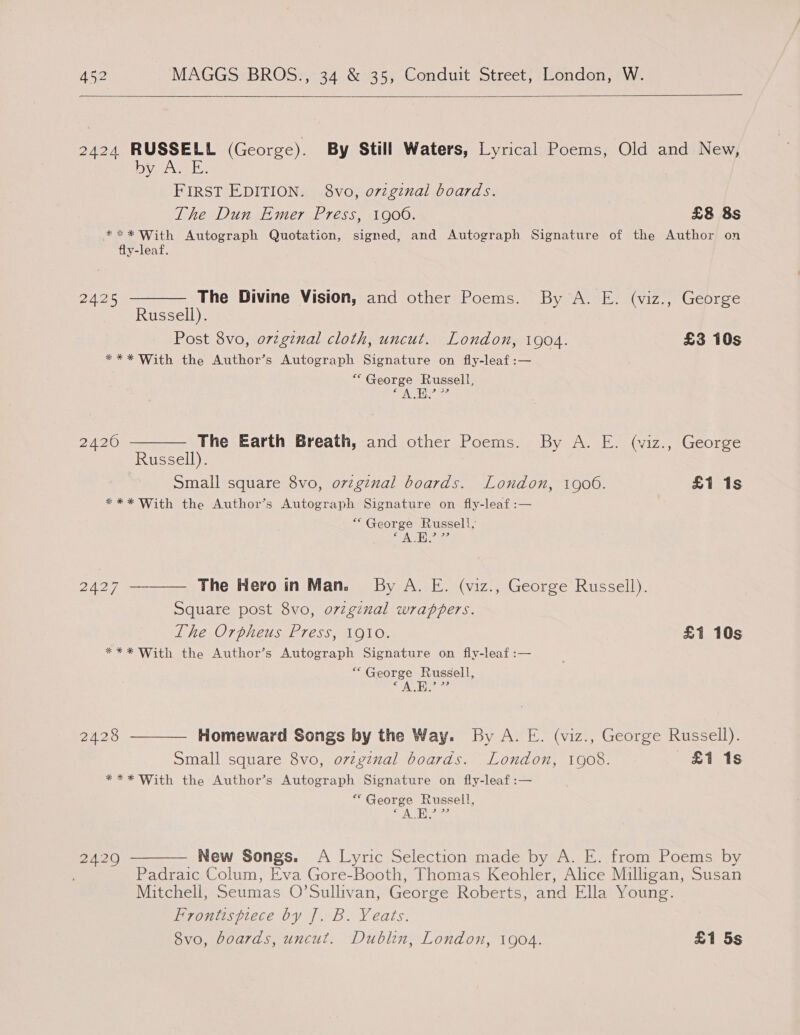 452 MAGGS BROS., 34 & 35, Conduit Street, London, W.
2424 RUSSELL (George). By Still Waters, Lyrical Poems, Old and New,
by A. E.
FIRST EDITION. 8vo, original boards.
The Dun Emer Press, 1906. £8 8s
*** With Autograph Quotation, signed, and Autograph Signature of the Author on
fly-leaf.
2425 ——— The Divine Vision, and other Poems. By A. E. (viz., George
Russell).
Post 8vo, original cloth, uncut. London, 1904. £3 10s
*** With the Author's Autograph Signature on fly-leaf :—
“ George Russell,
‘ A.E.’ ”
2426 ——— The Earth Breath, and other Poems. By A. E. (viz., George
Russell).
Small square 8vo, original boards. London, 1906. £1 1s
*** With the Author's Autograph Signature on fly-leaf :—
“ George Russell,
‘ A.E.’ ”
2427 ——— The Hero in Man. By A. E. (viz., George Russell).
Square post 8vo, original wrappers.
The Orpheus Press, 1910. £1 10s
*** With the Author's Autograph Signature on fly-leaf :—
“ George Russell,
‘ A.E.’ ”
2428 ——— Homeward Songs by the Way. By A. E. (viz., George Russell).
Small square 8vo, original boards. London, 1908. £1 1s
*** With the Author's Autograph Signature on fly-leaf :—
“ George Russell,
‘ A.E.’ ”
2429 ——— New Songs. A Lyric Selection made by A. E. from Poems by
Padraic Colum, Eva Gore-Booth, Thomas Keohler, Alice Milligan, Susan
Mitchell, Seumas O'Sullivan, George Roberts, and Ella Young.
Frontispiece by J. B. Yeats.
8vo, boards, uncut. Dublin, London, 1904. £1 5s